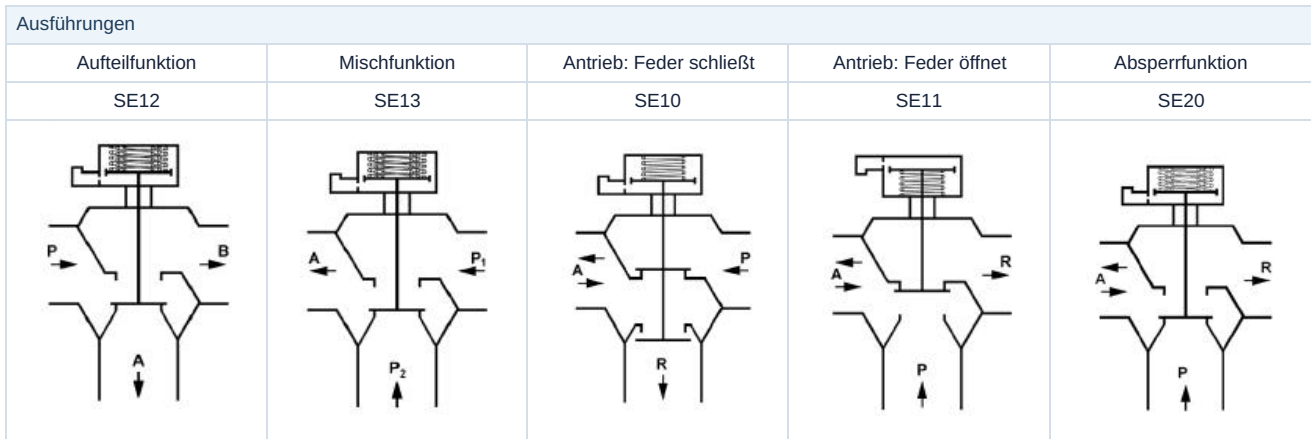 Ausführungen
Aufteilfunktion Mischfunktion Antrieb: Feder schließt Antrieb: Feder öffnet Absperrfunktion
SE12 SE13 SE10 SE11 SE20
P B A
A P₁ P₂
A P R
A R P
A R P